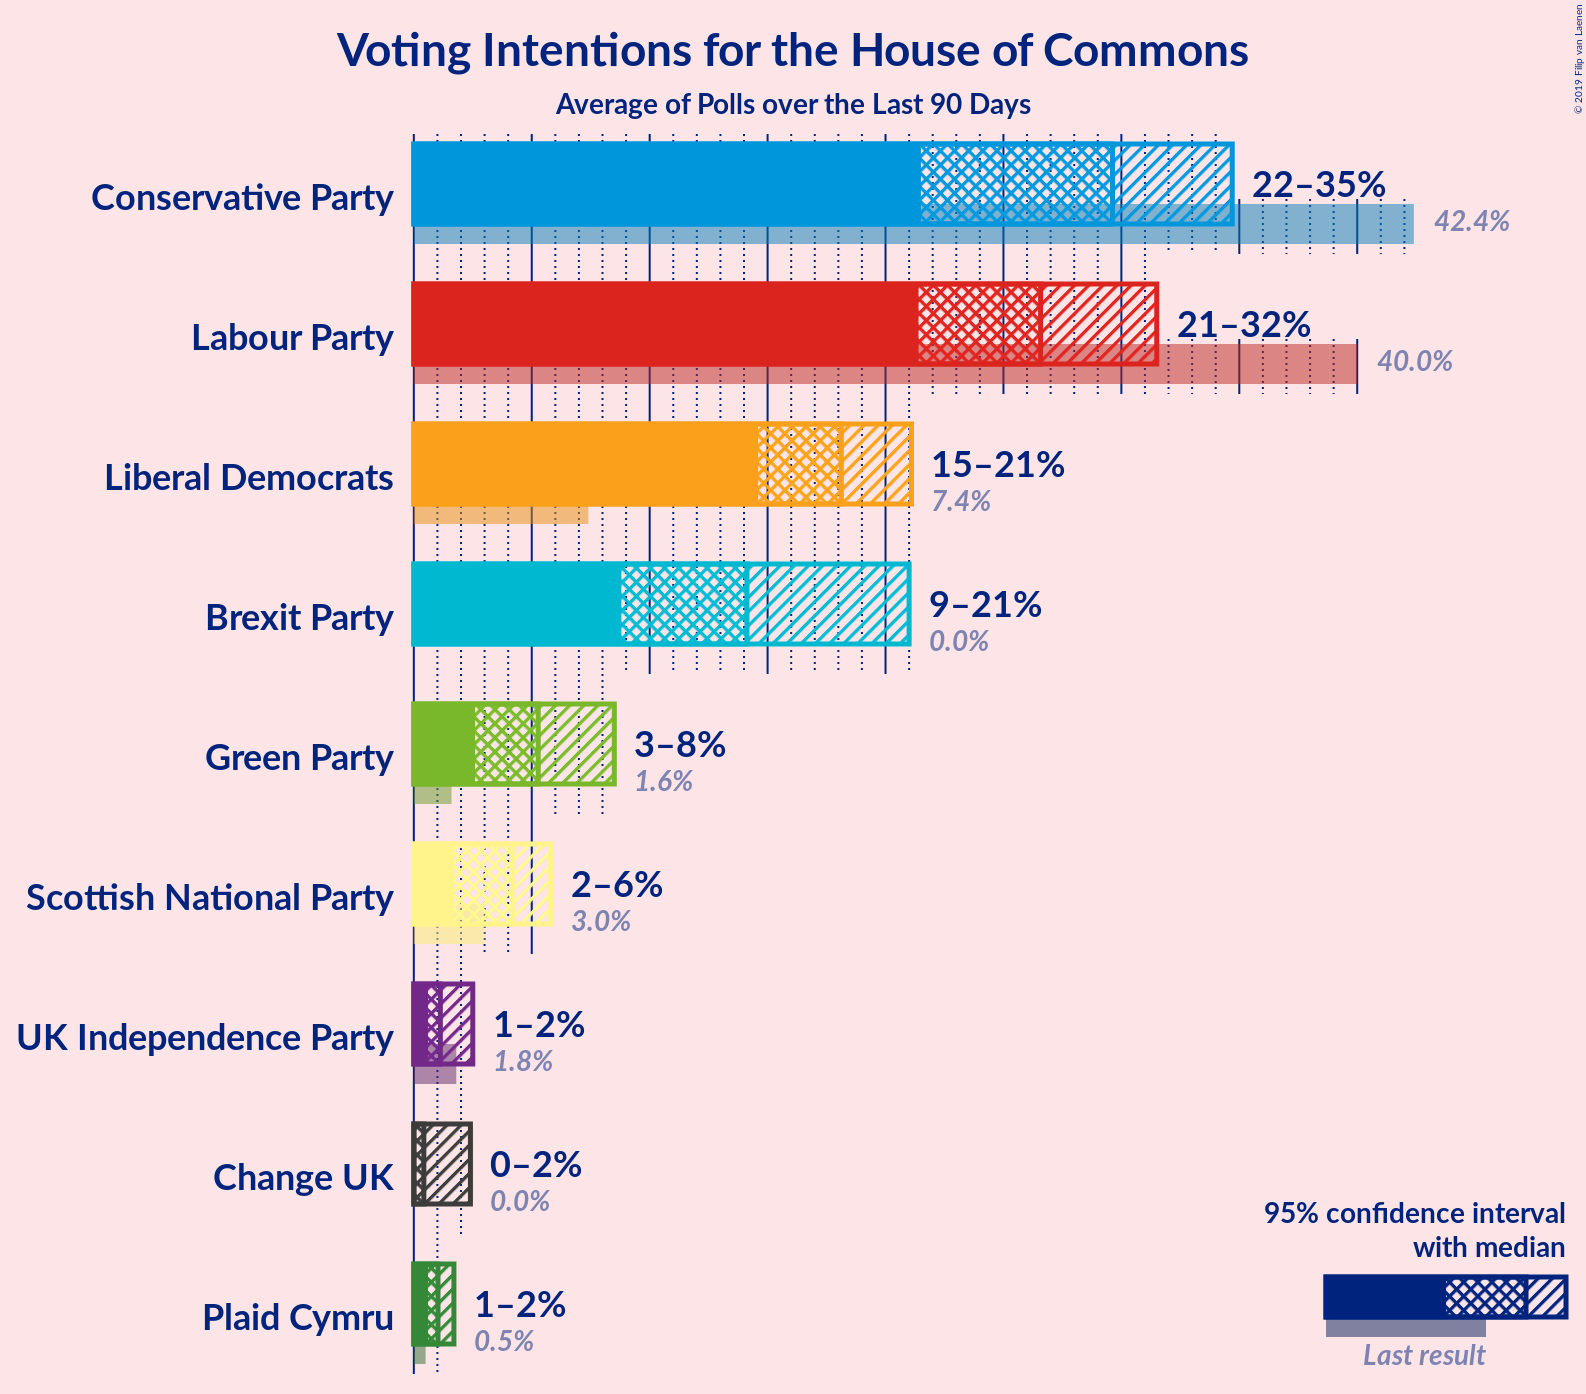 Voting Intentions for the House of Commons
Average of Polls over the Last 90 Days
© 2019 Filip van Laenen
Conservative Party
22–35%
42.4%
Labour Party
21–32%
40.0%
Liberal Democrats
15–21%
7.4%
Brexit Party
9–21%
0.0%
Green Party
3–8%
1.6%
Scottish National Party
2–6%
3.0%
UK Independence Party
1–2%
1.8%
Change UK
0–2%
0.0%
Plaid Cymru
1–2%
0.5%
95% confidence interval
with median
Last result